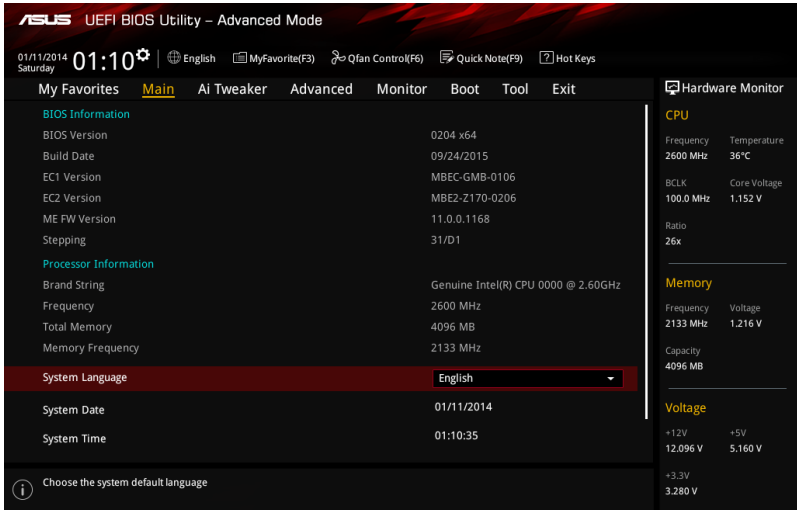 ASUS UEFI BIOS Utility – Advanced Mode
01/11/2014 Saturday 01:10 English MyFavorite(F3) Qfan Control(F6) Quick Note(F9) ? Hot Keys
My Favorites Main Ai Tweaker Advanced Monitor Boot Tool Exit
BIOS Information
BIOS Version 0204 x64
Build Date 09/24/2015
EC1 Version MBEC-GMB-0106
EC2 Version MBE2-Z170-0206
ME FW Version 11.0.0.1168
Stepping 31/D1
Processor Information
Brand String Genuine Intel(R) CPU 0000 @ 2.60GHz
Frequency 2600 MHz
Total Memory 4096 MB
Memory Frequency 2133 MHz
System Language English
System Date 01/11/2014
System Time 01:10:35
i Choose the system default language
Hardware Monitor
CPU
Frequency Temperature
2600 MHz 36°C
BCLK Core Voltage
100.0 MHz 1.152 V
Ratio
26x
Memory
Frequency Voltage
2133 MHz 1.216 V
Capacity
4096 MB
Voltage
+12V +5V
12.096 V 5.160 V
+3.3V
3.280 V